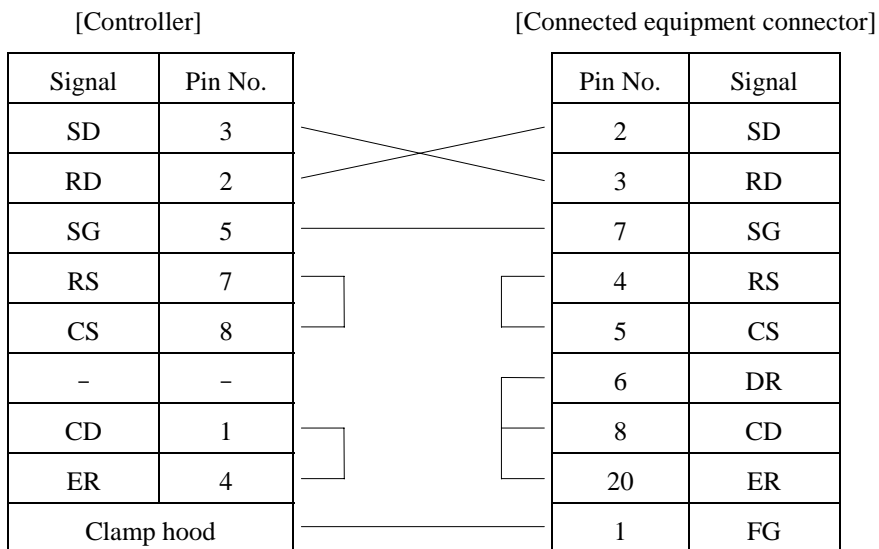 [Controller] [Connected equipment connector]
Signal Pin No. Pin No. Signal
SD 3 2 SD
RD 2 3 RD
SG 5 7 SG
RS 7 4 RS
CS 8 5 CS
− − 6 DR
CD 1 8 CD
ER 4 20 ER
Clamp hood 1 FG